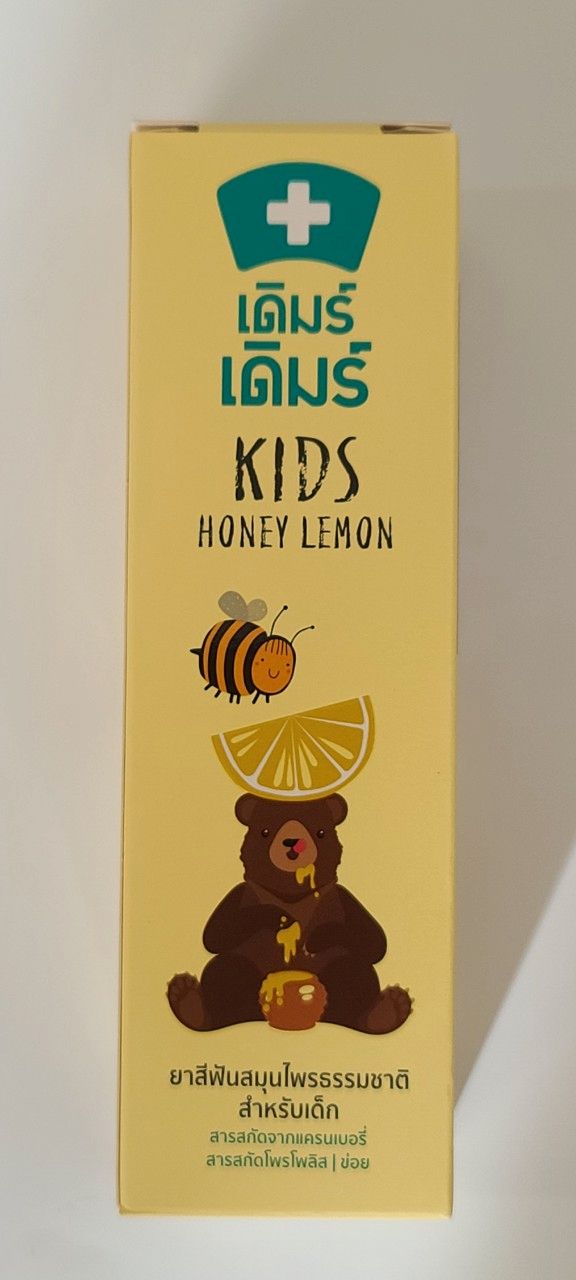 เดิมร์
เดิมร์
KIDS
HONEY LEMON
ยาสีฟันสมุนไพรธรรมชาติ
สำหรับเด็ก
สารสกัดจากแครนเบอรี่
สารสกัดโพรโพลิส | ข่อย